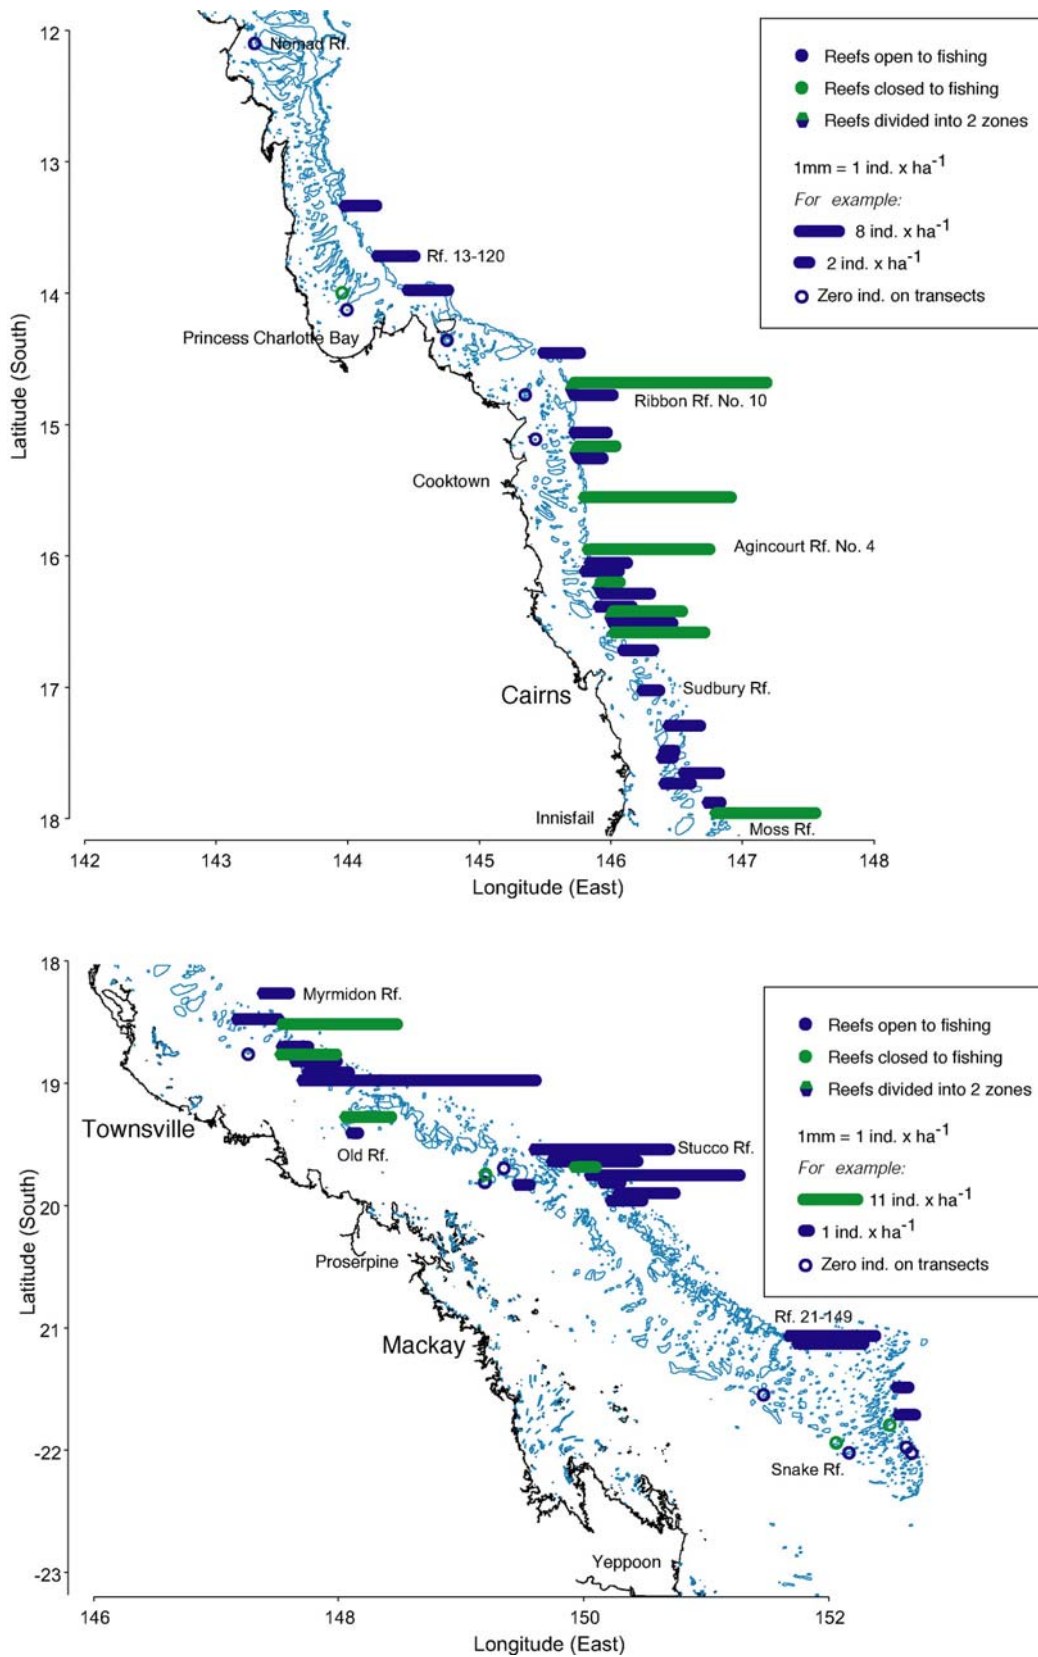 12
13
14
15
16
17
18
Latitude (South)
Nomad Rf.
Rf. 13-120
Princess Charlotte Bay
Ribbon Rf. No. 10
Cooktown
Agincourt Rf. No. 4
Cairns
Sudbury Rf.
Innisfail
Moss Rf.
142 143 144 145 146 147 148
Longitude (East)
Reefs open to fishing
Reefs closed to fishing
Reefs divided into 2 zones
1mm = 1 ind. x ha-1
For example:
8 ind. x ha-1
2 ind. x ha-1
Zero ind. on transects
18
19
20
21
-22
-23
Latitude (South)
Myrmidon Rf.
Townsville
Old Rf.
Stucco Rf.
Proserpine
Mackay
Rf. 21-149
Snake Rf.
Yeppoon
146 148 150 152
Longitude (East)
Reefs open to fishing
Reefs closed to fishing
Reefs divided into 2 zones
1mm = 1 ind. x ha-1
For example:
11 ind. x ha-1
1 ind. x ha-1
Zero ind. on transects